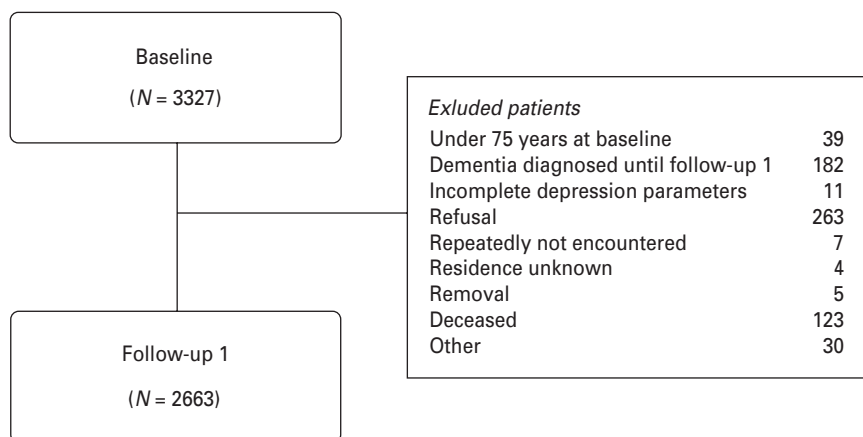 Baseline
(N = 3327)
Exluded patients
Under 75 years at baseline 39
Dementia diagnosed until follow-up 1 182
Incomplete depression parameters 11
Refusal 263
Repeatedly not encountered 7
Residence unknown 4
Removal 5
Deceased 123
Other 30
Follow-up 1
(N = 2663)